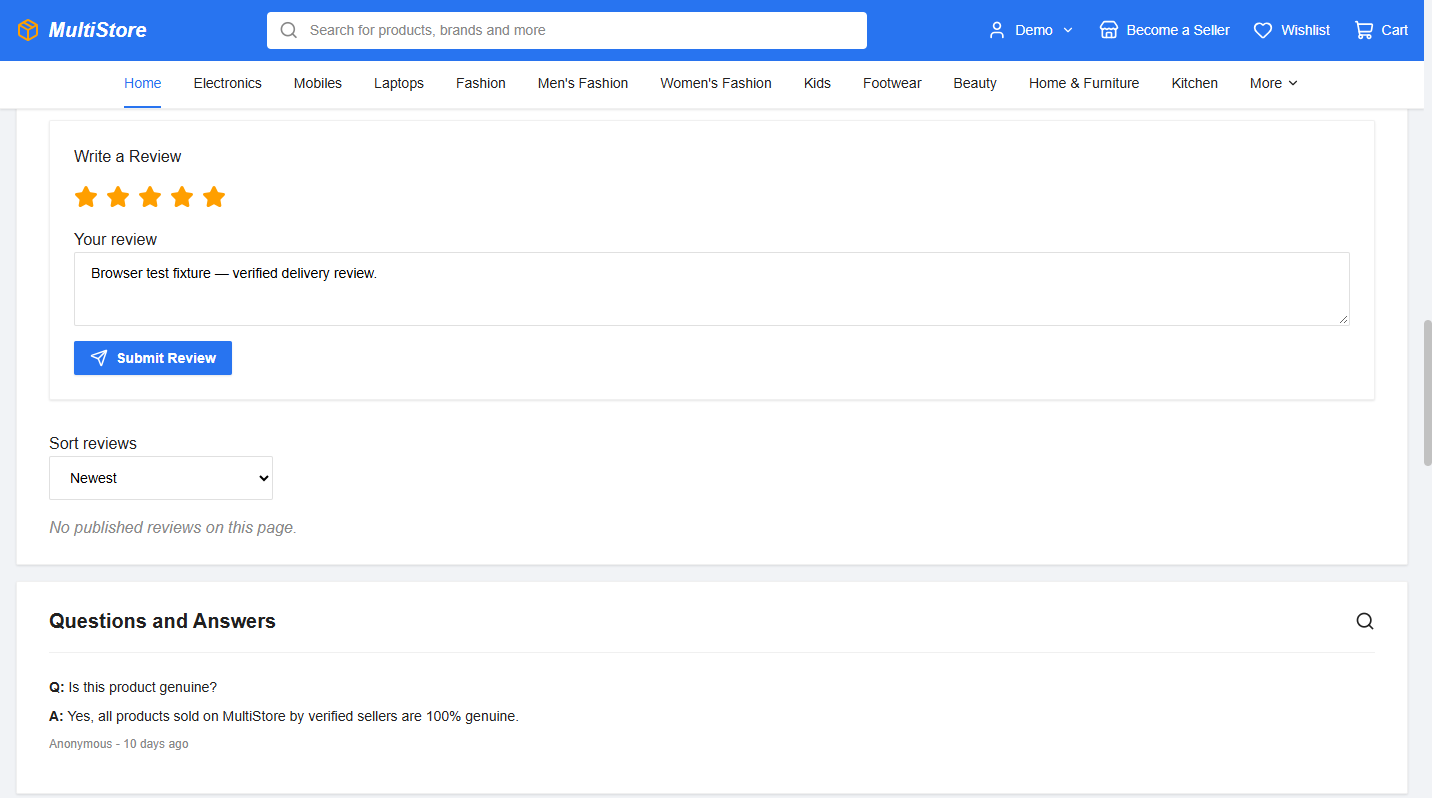 MultiStore
Search for products, brands and more
Demo
Become a Seller
Wishlist
Cart
Home
Electronics
Mobiles
Laptops
Fashion
Men's Fashion
Women's Fashion
Kids
Footwear
Beauty
Home & Furniture
Kitchen
More
Write a Review
Your review
Browser test fixture — verified delivery review.
Submit Review
Sort reviews
Newest
No published reviews on this page.
Questions and Answers
Q: Is this product genuine?
A: Yes, all products sold on MultiStore by verified sellers are 100% genuine.
Anonymous - 10 days ago